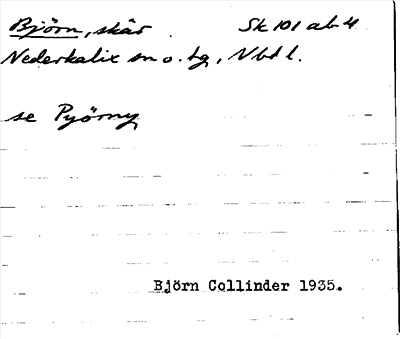 Björn, skär Sk 101 ab 4
Nederkalix sn o. tg, Nbtl.
se Pyörny
Björn Collinder 1935.